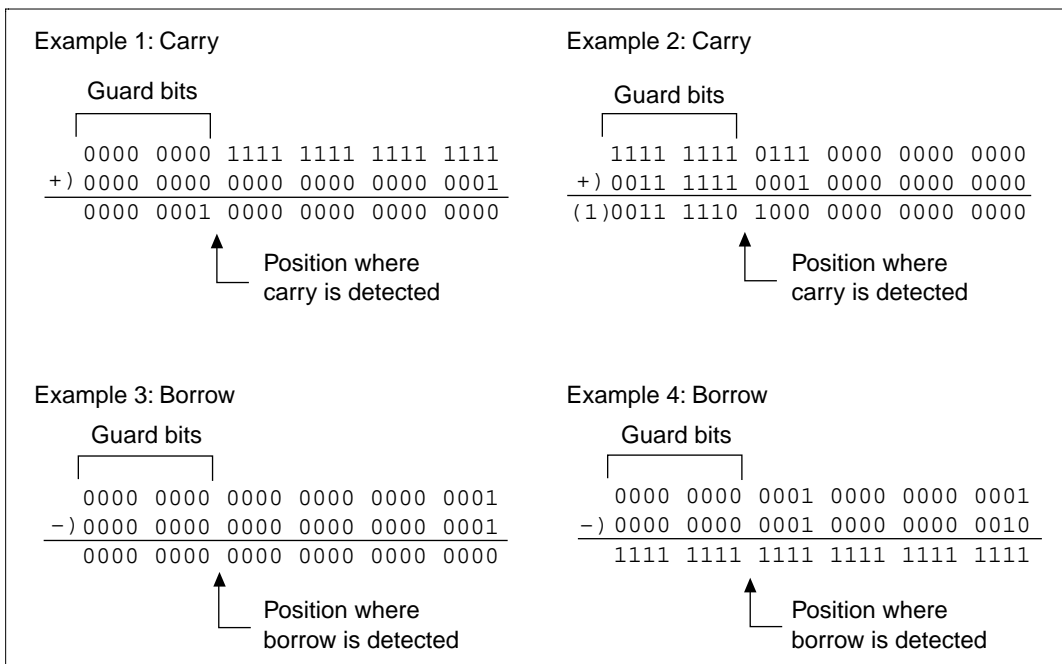 Example 1: Carry
Guard bits
0000 0000 1111 1111 1111 1111
+) 0000 0000 0000 0000 0000 0001
0000 0001 0000 0000 0000 0000
Position where
carry is detected
Example 2: Carry
Guard bits
1111 1111 0111 0000 0000 0000
+) 0011 1111 0001 0000 0000 0000
(1)0011 1110 1000 0000 0000 0000
Position where
carry is detected
Example 3: Borrow
Guard bits
0000 0000 0000 0000 0000 0001
−) 0000 0000 0000 0000 0000 0001
0000 0000 0000 0000 0000 0000
Position where
borrow is detected
Example 4: Borrow
Guard bits
0000 0000 0001 0000 0000 0001
−) 0000 0000 0001 0000 0000 0010
1111 1111 1111 1111 1111 1111
Position where
borrow is detected